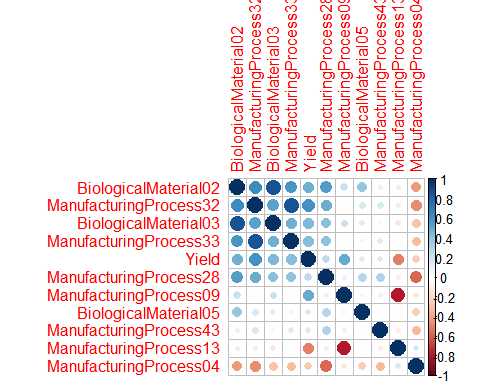 BiologicalMaterial02
ManufacturingProcess32
BiologicalMaterial03
ManufacturingProcess33
Yield
ManufacturingProcess28
ManufacturingProcess09
BiologicalMaterial05
ManufacturingProcess43
ManufacturingProcess13
ManufacturingProcess04
BiologicalMaterial02
ManufacturingProcess32
BiologicalMaterial03
ManufacturingProcess33
Yield
ManufacturingProcess28
ManufacturingProcess09
BiologicalMaterial05
ManufacturingProcess43
ManufacturingProcess13
ManufacturingProcess04
1
0.8
0.6
0.4
0.2
0
-0.2
-0.4
-0.6
-0.8
-1